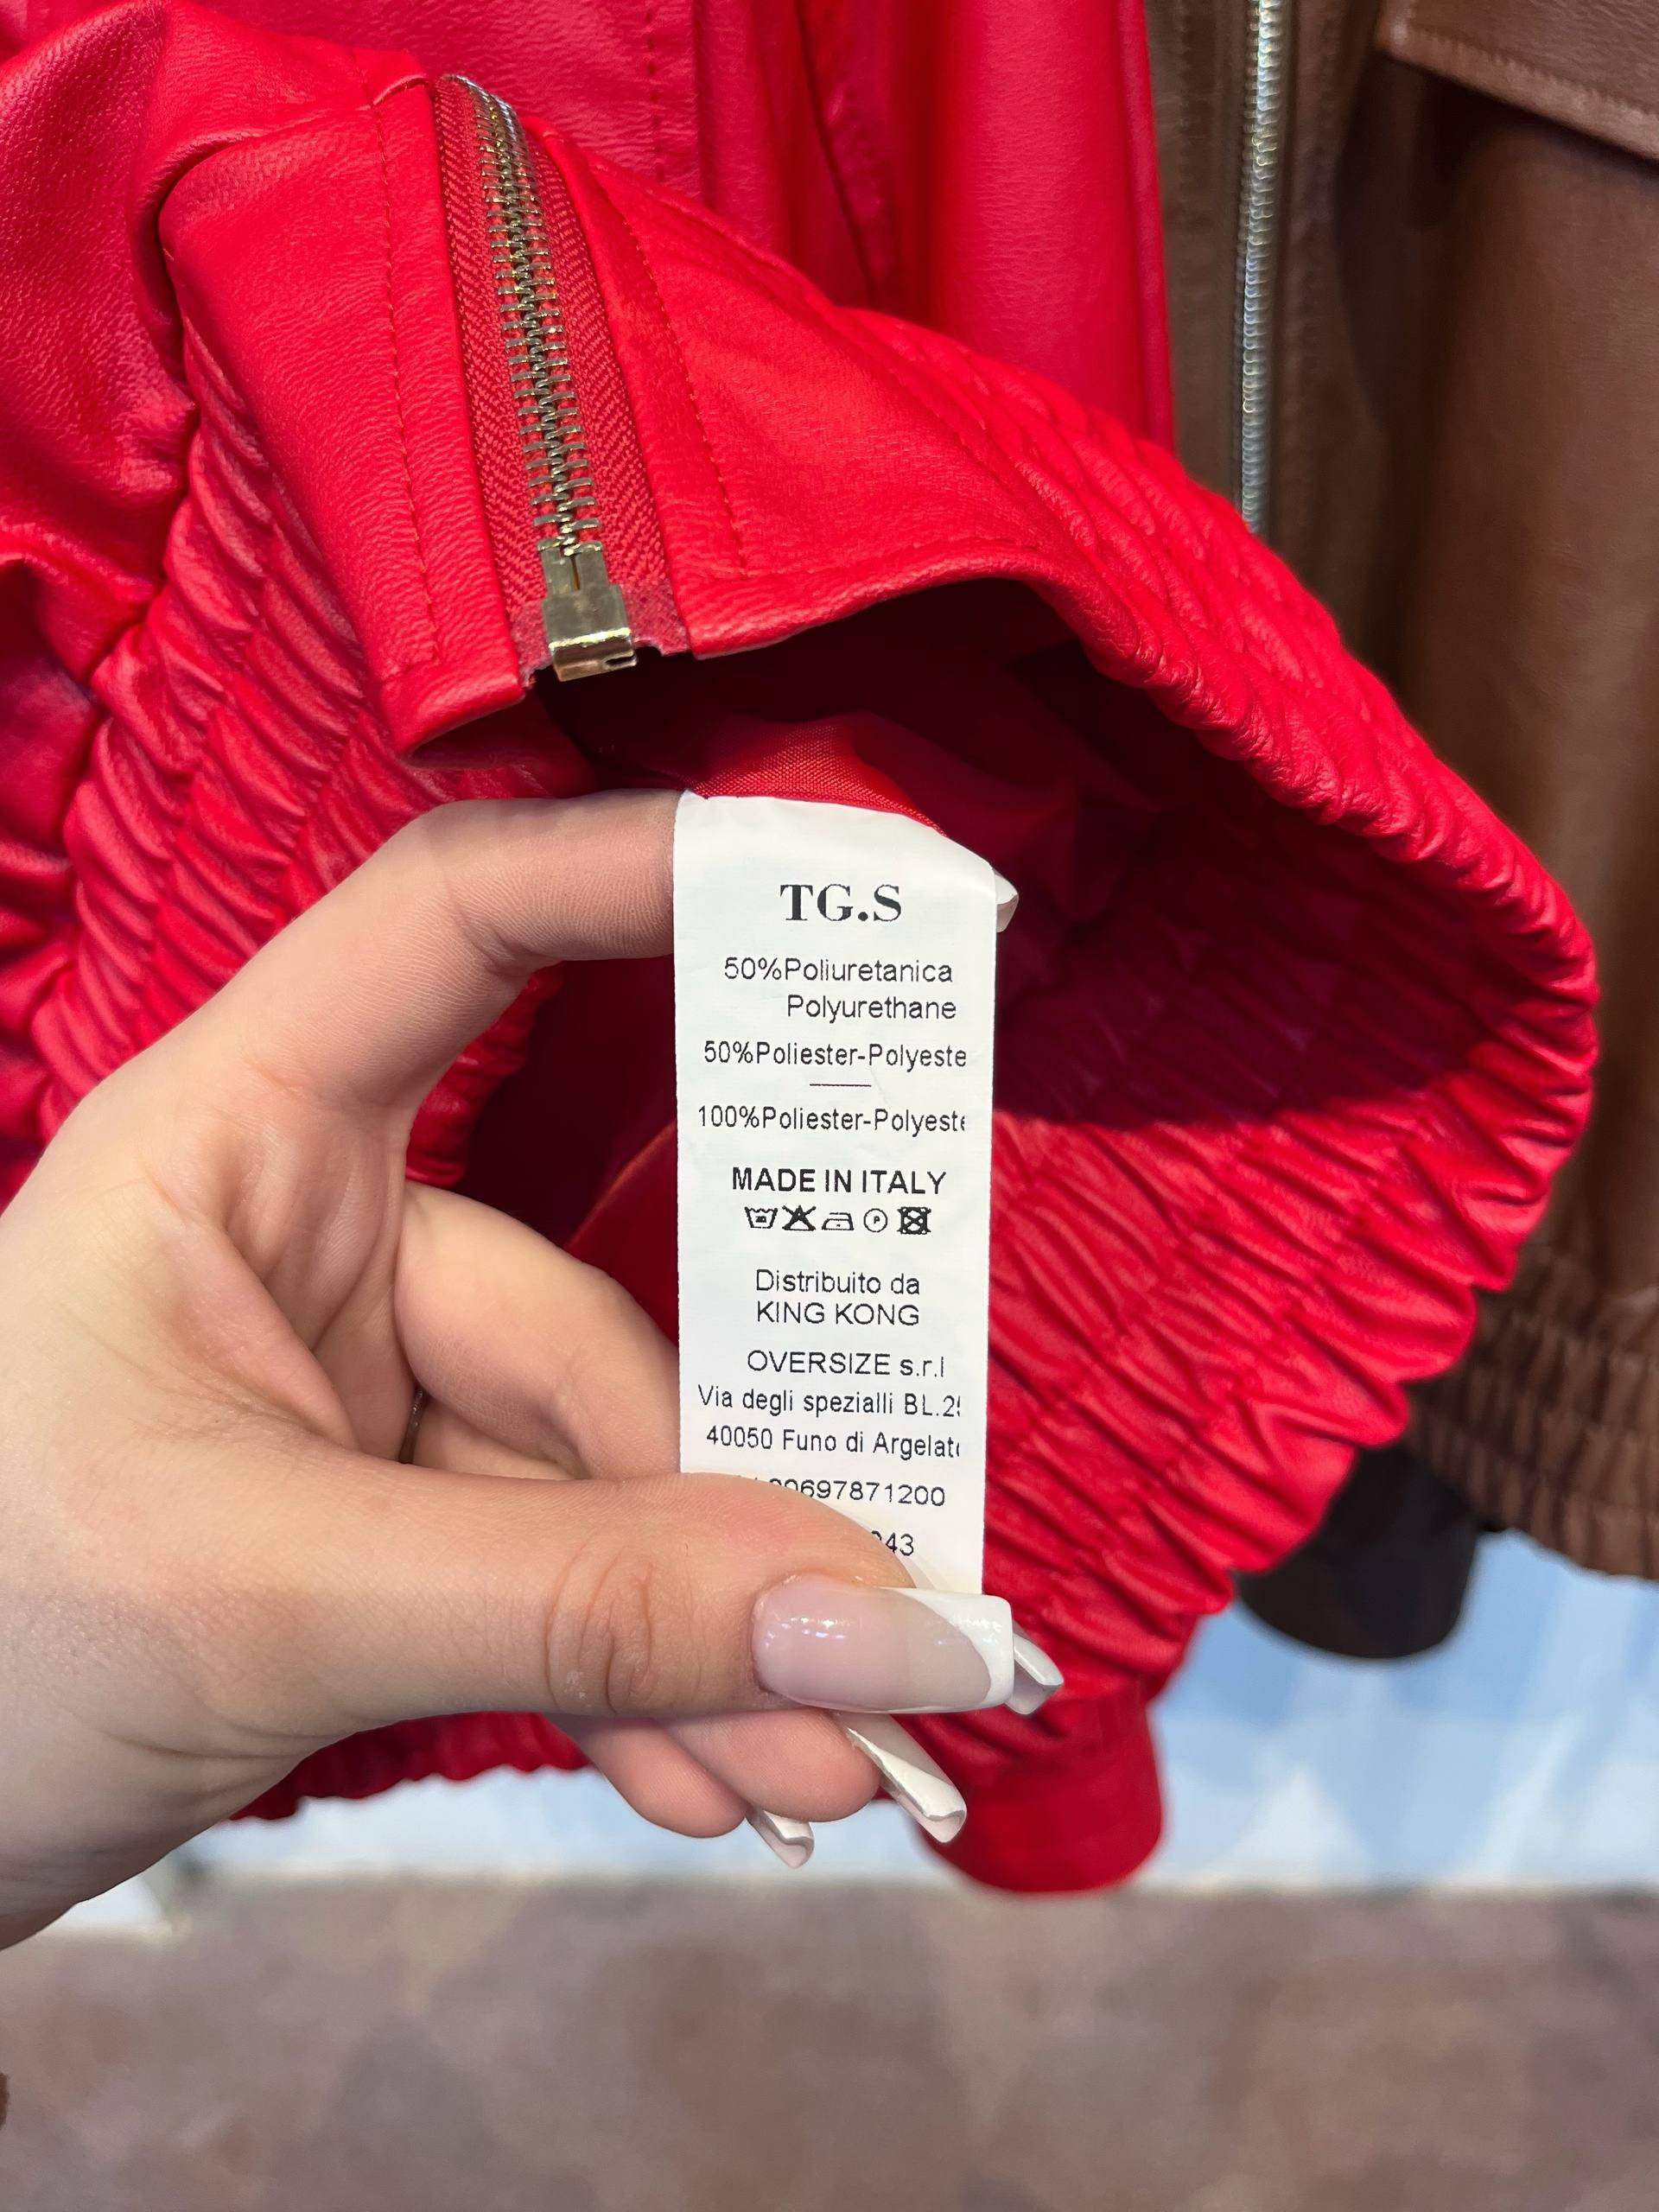 TG.S
50%Poliuretanica
Polyurethane
50%Poliester-Polyeste
100%Poliester-Polyeste
MADE IN ITALY
Distribuito da
KING KONG
OVERSIZE s.r.l
Via degli spezialli BL.2
40050 Funo di Argelato